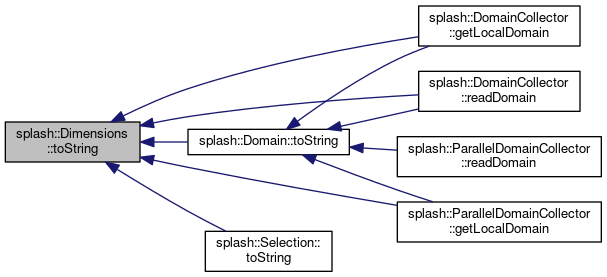 splash::Dimensions
::toString
splash::Domain::toString
splash::Selection::
toString
splash::DomainCollector
::getLocalDomain
splash::DomainCollector
::readDomain
splash::ParallelDomainCollector
::readDomain
splash::ParallelDomainCollector
::getLocalDomain